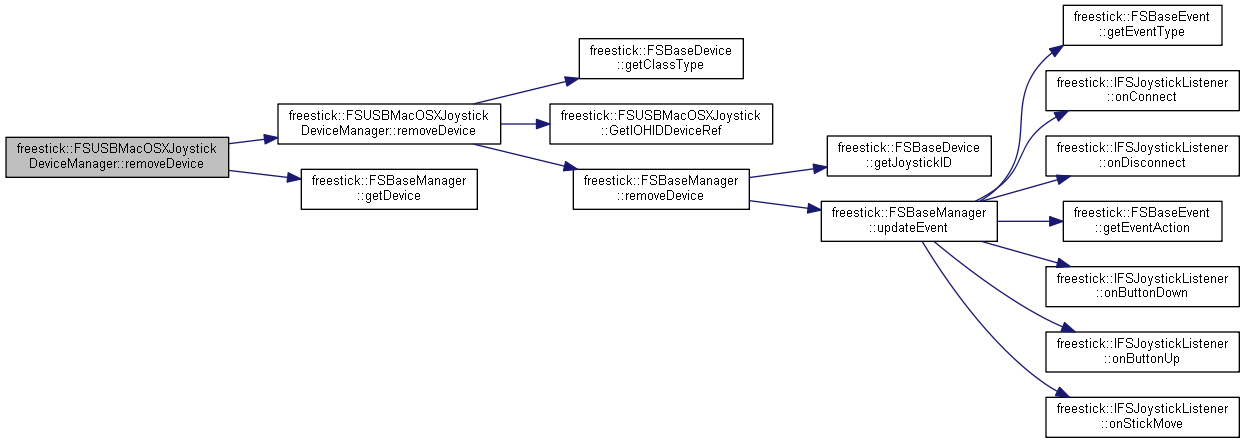 freestick::FSUSBMacOSXJoystick
DeviceManager::removeDevice
freestick::FSUSBMacOSXJoystick
DeviceManager::removeDevice
freestick::FSBaseManager
::getDevice
freestick::FSBaseDevice
::getClassType
freestick::FSUSBMacOSXJoystick
::GetIOHIDDeviceRef
freestick::FSBaseManager
::removeDevice
freestick::FSBaseDevice
::getJoystickID
freestick::FSBaseManager
::updateEvent
freestick::FSBaseEvent
::getEventType
freestick::IFSJoystickListener
::onConnect
freestick::IFSJoystickListener
::onDisconnect
freestick::FSBaseEvent
::getEventAction
freestick::IFSJoystickListener
::onButtonDown
freestick::IFSJoystickListener
::onButtonUp
freestick::IFSJoystickListener
::onStickMove